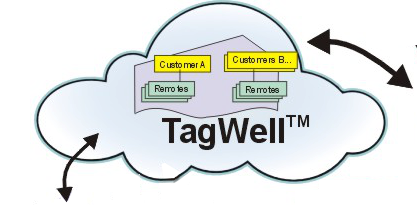 Customer A
Customers B...
Remotes
Remotes
TagWell™